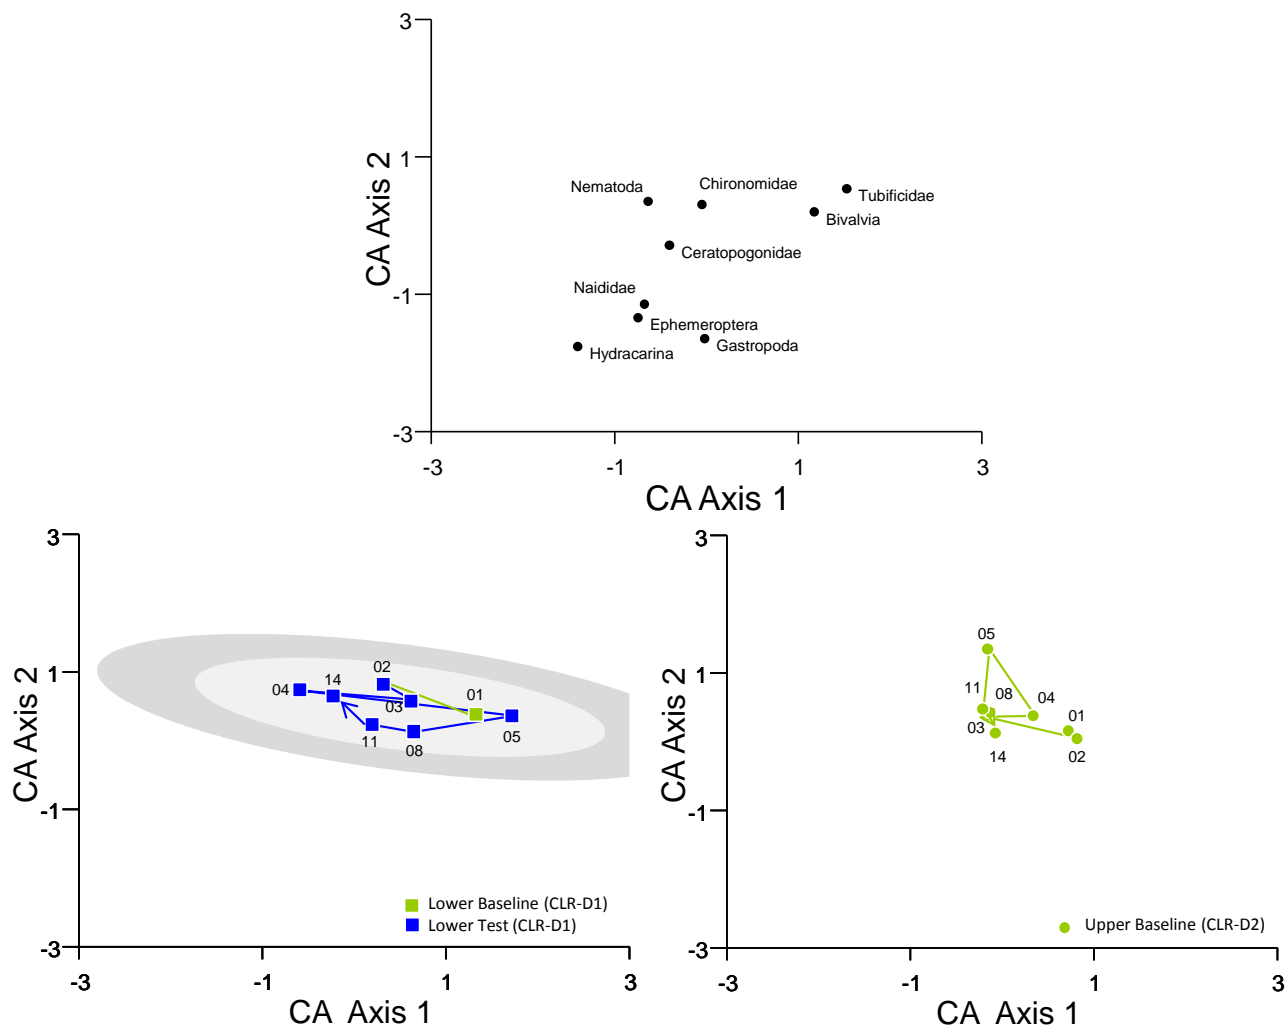 3
1
-1
-3
CA Axis 2
Nematoda
Chironomidae
Tubificidae
Bivalvia
Ceratopogonidae
Naididae
Ephemeroptera
Gastropoda
Hydracarina
-3
-1
1
3
CA Axis 1
3
1
-1
-3
CA Axis 2
02
14
04
01
03
11
08
05
Lower Baseline (CLR-D1)
Lower Test (CLR-D1)
-3
-1
1
3
CA Axis 1
3
1
-1
-3
CA Axis 2
05
11
08
04
01
03
14
02
Upper Baseline (CLR-D2)
-3
-1
1
3
CA Axis 1